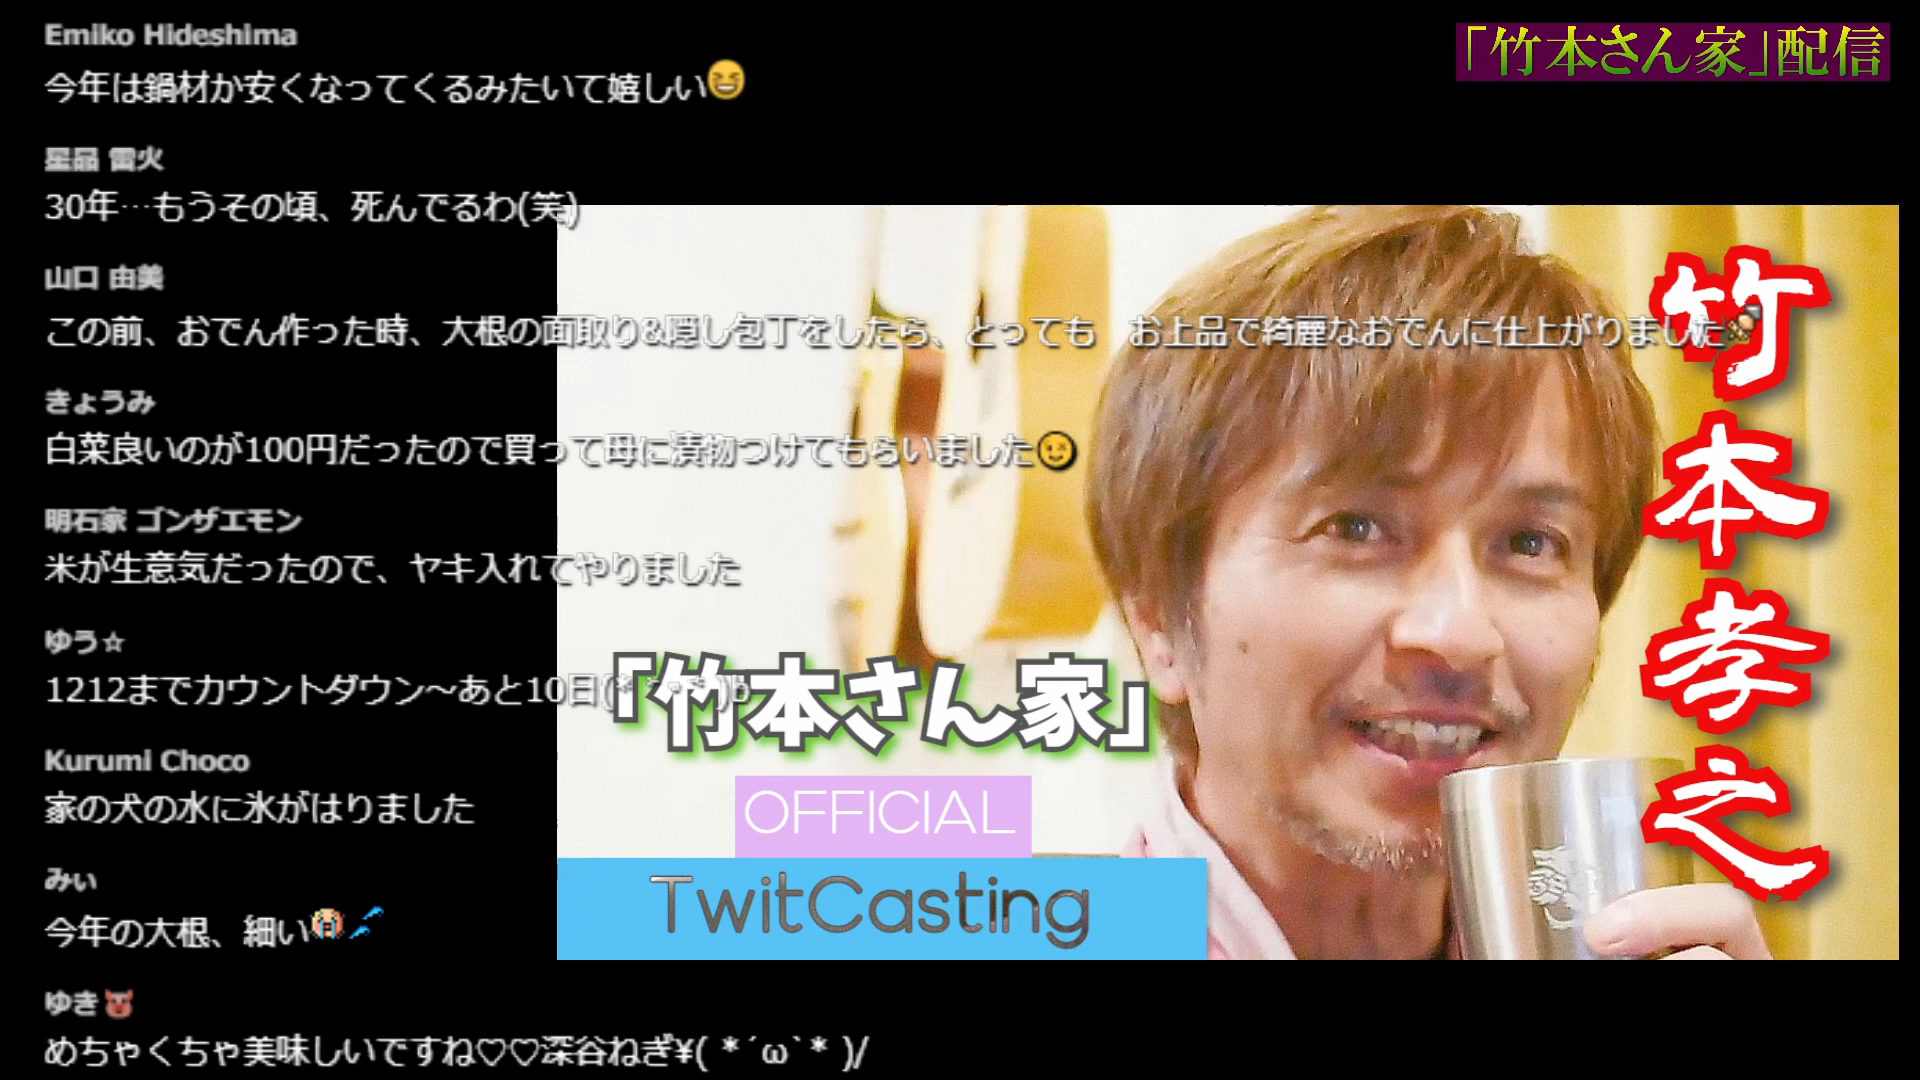 Emiko Hideshima
今年は鍋材か安くなってくるみたいて嬉しい😆
「竹本さん家」配信
星晶 雷火
30年…もうその頃、死んでるわ(笑)
山口 由美
この前、おでん作った時、大根の面取り&隠し包丁をしたら、とっても　お上品で綺麗なおでんに仕上がりました🍢
きょうみ
白菜良いのが100円だったので買って母に漬物つけてもらいました😉
明石家 ゴンザエモン
米が生意気だったので、ヤキ入れてやりました
ゆう☆
1212までカウントダウン～あと10日
Kurumi Choco
家の犬の水に氷がはりました
みぃ
今年の大根、細い😭
ゆき👹
めちゃくちゃ美味しいですね♡♡深谷ねぎ¥( *´ω`* )/
竹本孝之
「竹本さん家」
OFFICIAL
TwitCasting